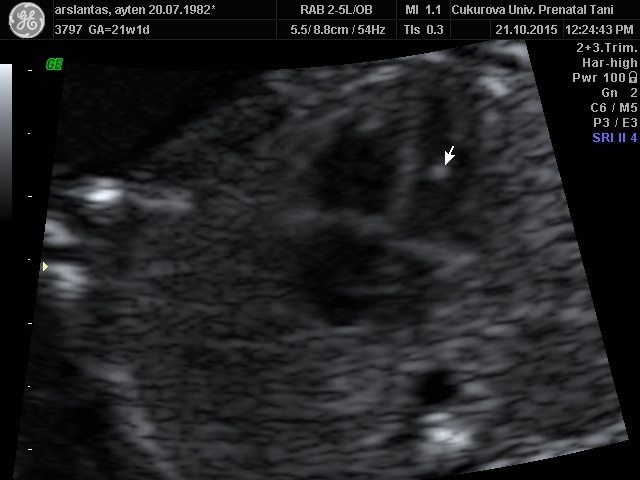 arslantas, ayten 20.07.1982* RAB 2-5L/OB MI 1.1 Cukurova Univ. Prenatal Tani
3797 GA=21w1d 5.5/ 8.8cm / 54Hz TIs 0.3 21.10.2015 12:24:43 PM
GE
2+3.Trim.
Har-high
Pwr 100
Gn 2
C6 / M5
P3 / E3
SRI II 4